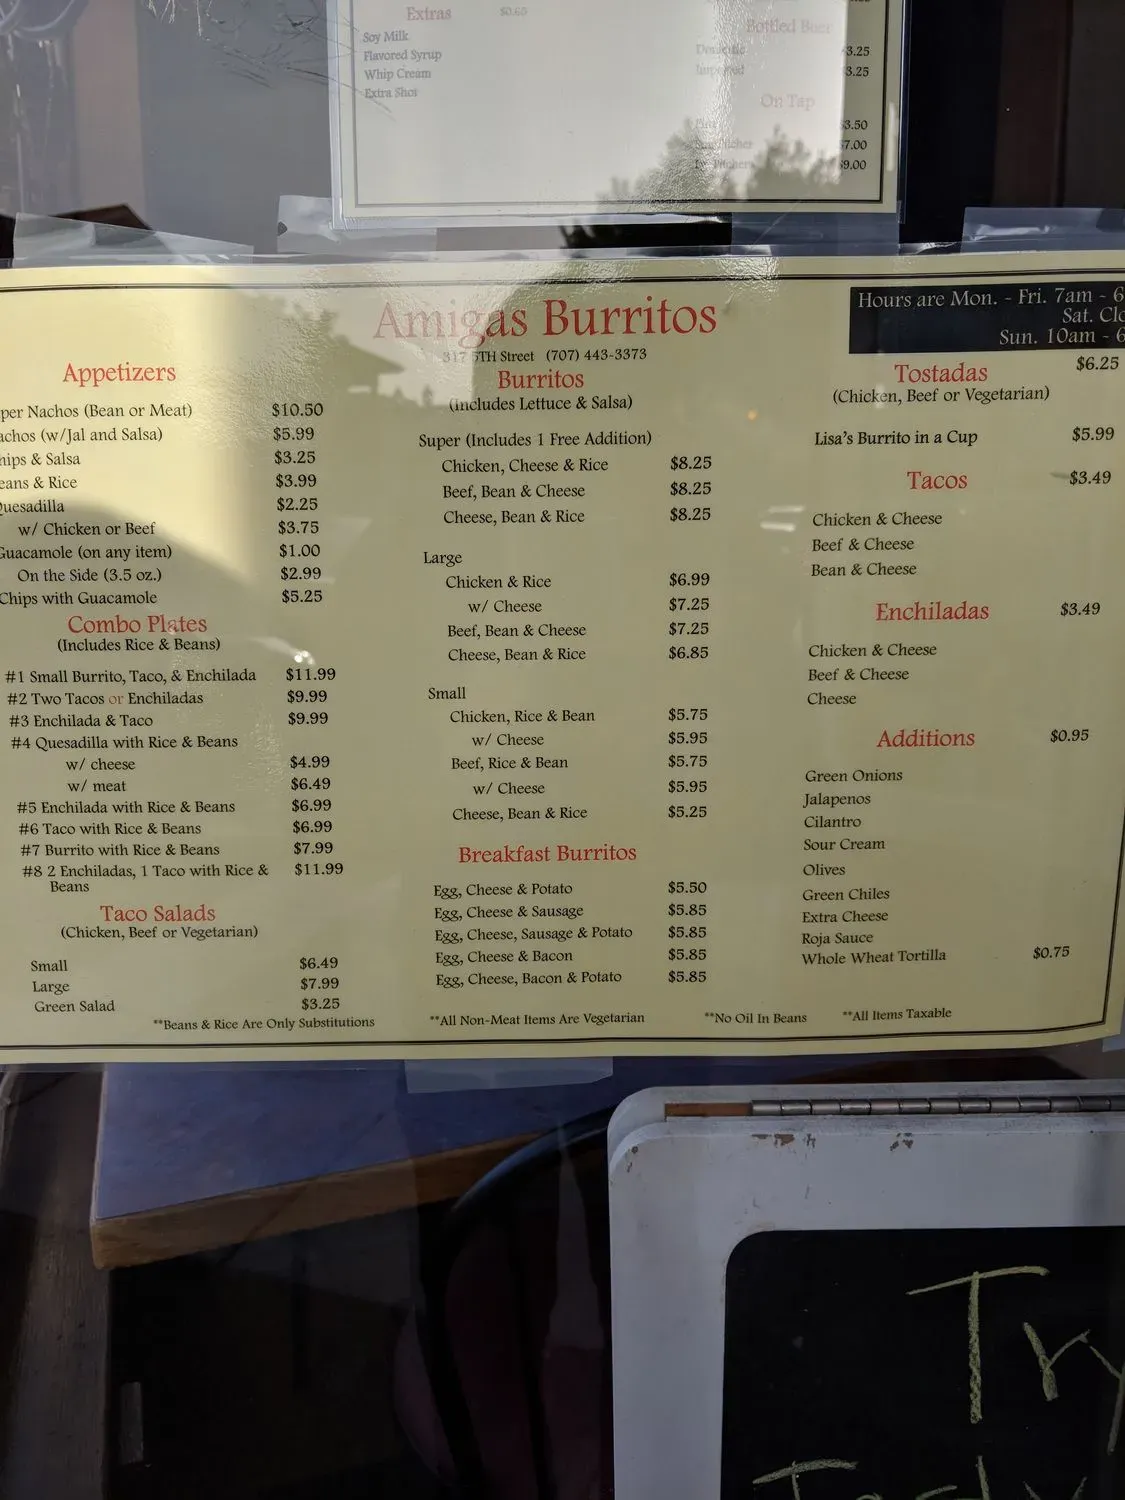 Extras $0.65
Soy Milk
Flavored Syrup
Whip Cream
Extra Shot
Bottled Beer
3.25
Imported 3.25
On Tap
3.50
7.00
9.00
Amigas Burritos
317 5TH Street (707) 443-3373
Hours are Mon. - Fri. 7am - 6
Sat. Clo
Sun. 10am - 6
Appetizers
per Nachos (Bean or Meat) $10.50
achos (w/Jal and Salsa) $5.99
hips & Salsa $3.25
eans & Rice $3.99
Quesadilla $2.25
w/ Chicken or Beef $3.75
Guacamole (on any item) $1.00
On the Side (3.5 oz.) $2.99
Chips with Guacamole $5.25
Combo Plates
(Includes Rice & Beans)
#1 Small Burrito, Taco, & Enchilada $11.99
#2 Two Tacos or Enchiladas $9.99
#3 Enchilada & Taco $9.99
#4 Quesadilla with Rice & Beans
w/ cheese $4.99
w/ meat $6.49
#5 Enchilada with Rice & Beans $6.99
#6 Taco with Rice & Beans $6.99
#7 Burrito with Rice & Beans $7.99
#8 2 Enchiladas, 1 Taco with Rice & $11.99
Beans
Taco Salads
(Chicken, Beef or Vegetarian)
Small $6.49
Large $7.99
Green Salad $3.25
Burritos
(includes Lettuce & Salsa)
Super (Includes 1 Free Addition)
Chicken, Cheese & Rice $8.25
Beef, Bean & Cheese $8.25
Cheese, Bean & Rice $8.25
Large
Chicken & Rice $6.99
w/ Cheese $7.25
Beef, Bean & Cheese $7.25
Cheese, Bean & Rice $6.85
Small
Chicken, Rice & Bean $5.75
w/ Cheese $5.95
Beef, Rice & Bean $5.75
w/ Cheese $5.95
Cheese, Bean & Rice $5.25
Breakfast Burritos
Egg, Cheese & Potato $5.50
Egg, Cheese & Sausage $5.85
Egg, Cheese, Sausage & Potato $5.85
Egg, Cheese & Bacon $5.85
Egg, Cheese, Bacon & Potato $5.85
Tostadas $6.25
(Chicken, Beef or Vegetarian)
Lisa's Burrito in a Cup $5.99
Tacos $3.49
Chicken & Cheese
Beef & Cheese
Bean & Cheese
Enchiladas $3.49
Chicken & Cheese
Beef & Cheese
Cheese
Additions $0.95
Green Onions
Jalapenos
Cilantro
Sour Cream
Olives
Green Chiles
Extra Cheese
Roja Sauce
Whole Wheat Tortilla $0.75
**Beans & Rice Are Only Substitutions **All Non-Meat Items Are Vegetarian **No Oil In Beans **All Items Taxable
Try